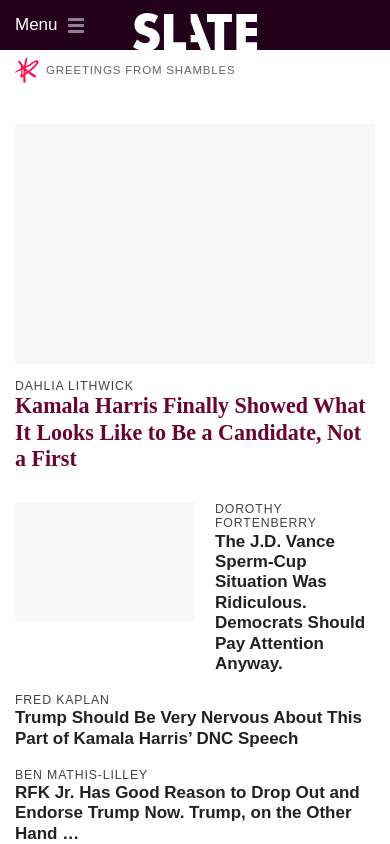 Menu
SLATE
GREETINGS FROM SHAMBLES
DAHLIA LITHWICK
Kamala Harris Finally Showed What
It Looks Like to Be a Candidate, Not
a First
DOROTHY
FORTENBERRY
The J.D. Vance
Sperm-Cup
Situation Was
Ridiculous.
Democrats Should
Pay Attention
Anyway.
FRED KAPLAN
Trump Should Be Very Nervous About This
Part of Kamala Harris’ DNC Speech
BEN MATHIS-LILLEY
RFK Jr. Has Good Reason to Drop Out and
Endorse Trump Now. Trump, on the Other
Hand …